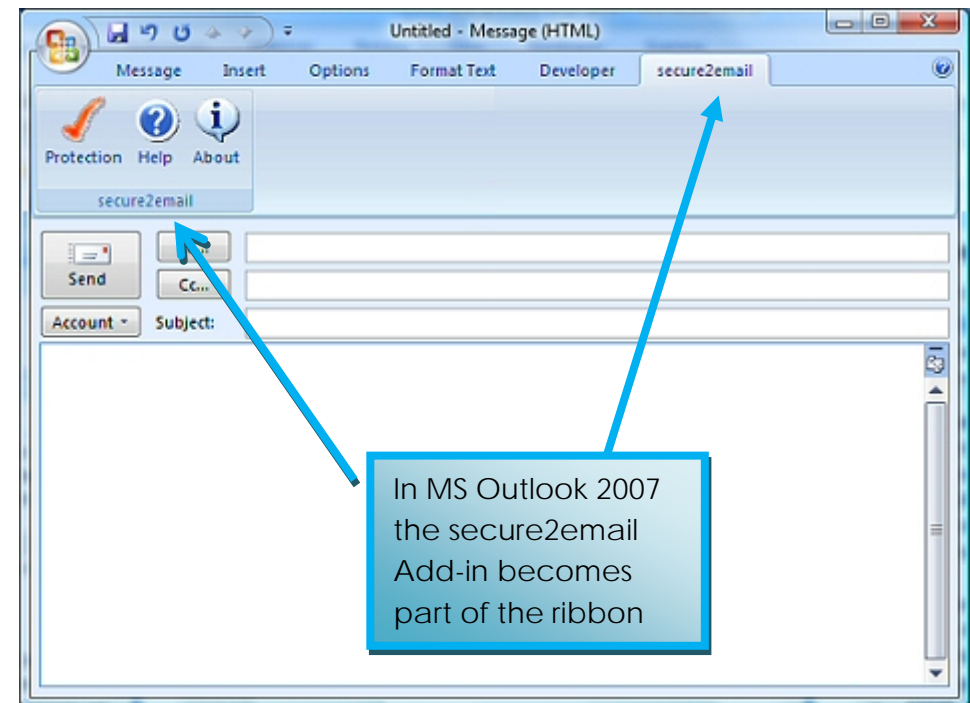 Untitled - Message (HTML)
Message Insert Options Format Text Developer secure2email
Protection Help About
secure2email
Send
Cc...
Account Subject:
In MS Outlook 2007
the secure2email
Add-in becomes
part of the ribbon